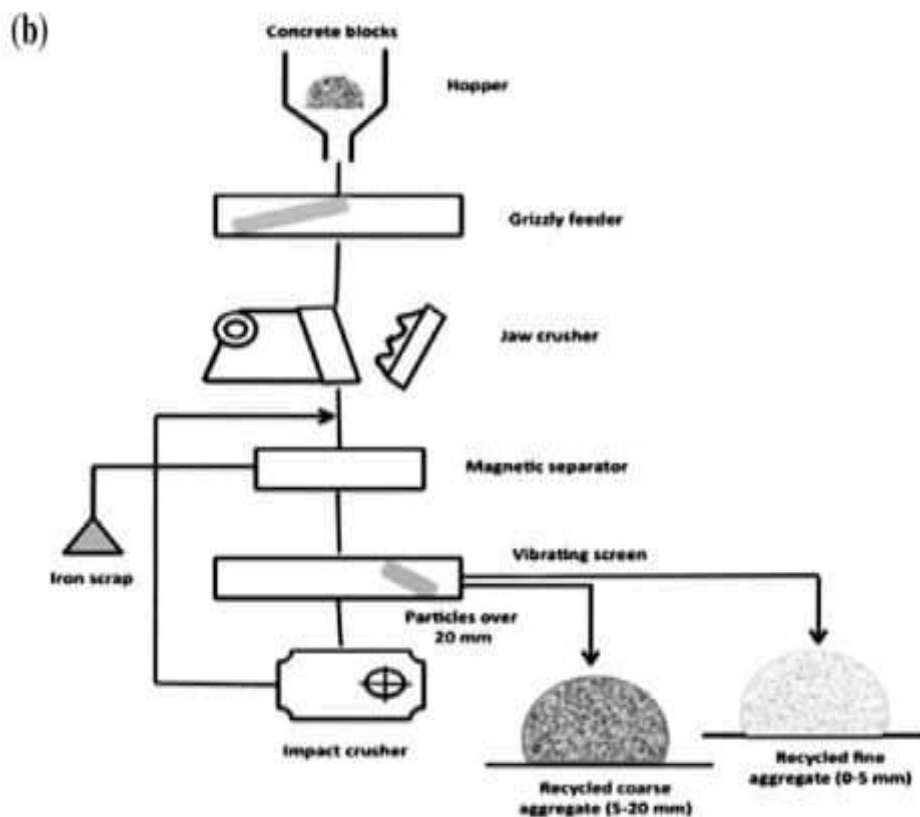 (b)
Concrete blocks
Hopper
Grizzly feeder
Jaw crusher
Magnetic separator
Vibrating screen
Iron scrap
Particles over
20 mm
Impact crusher
Recycled fine
aggregate (0-5 mm)
Recycled coarse
aggregate (5-20 mm)